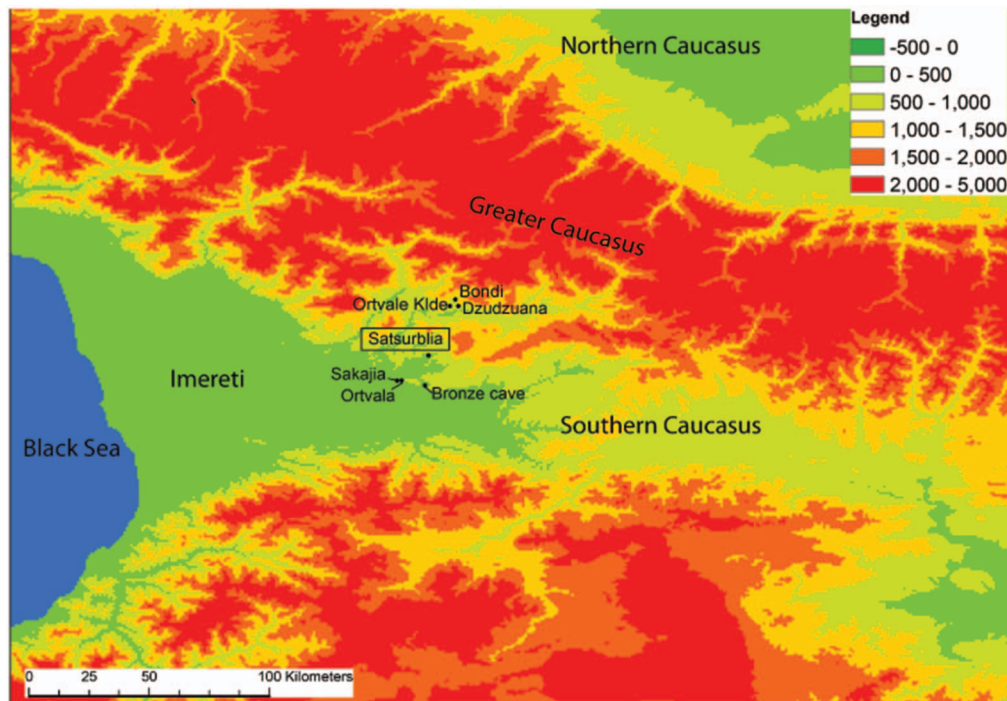 Northern Caucasus
Legend
-500 - 0
0 - 500
500 - 1,000
1,000 - 1,500
1,500 - 2,000
2,000 - 5,000
Greater Caucasus
Bondi
Ortvale Klde
Dzudzuana
Satsurblia
Imereti
Sakajia
Ortvala
Bronze cave
Southern Caucasus
Black Sea
0 25 50 100 Kilometers